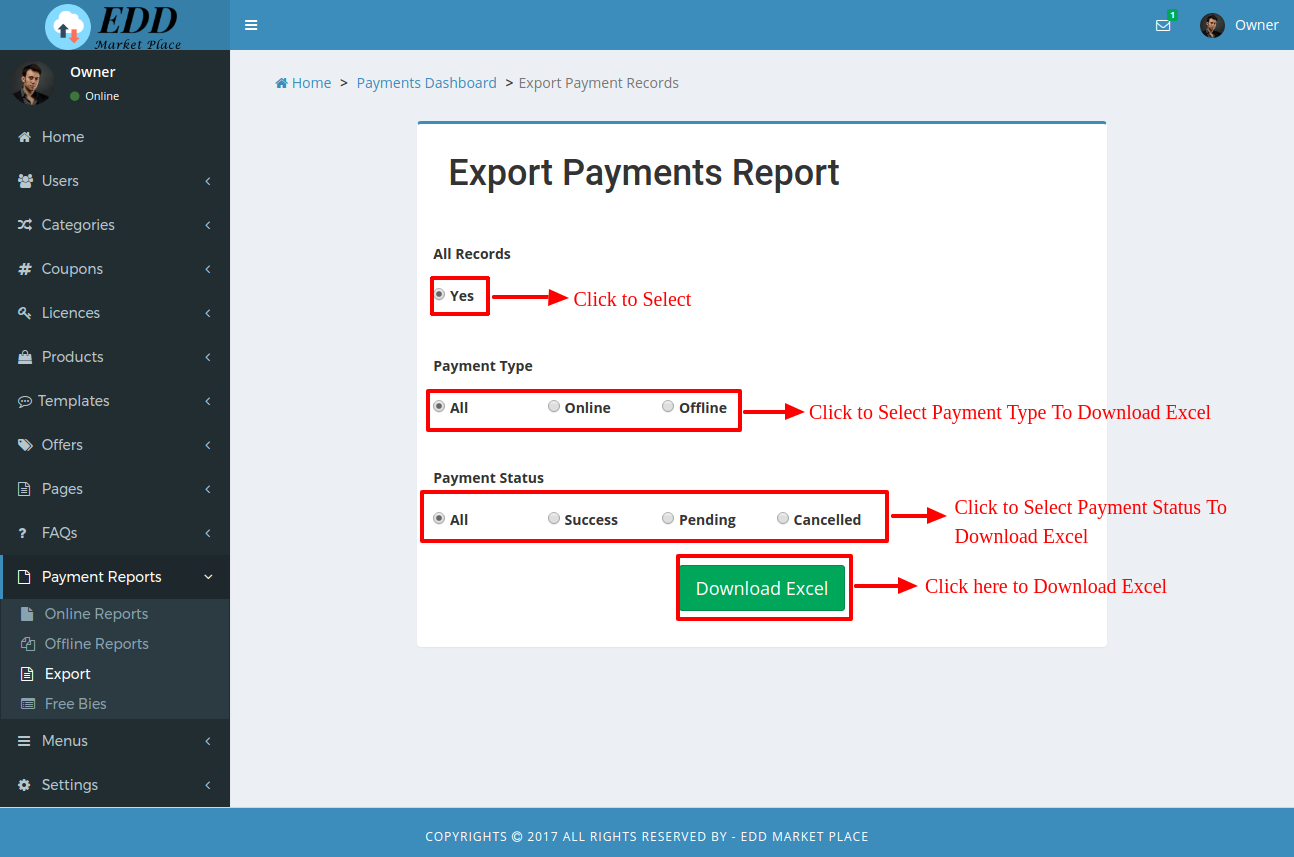 EDD
Market Place
1
Owner
Owner
Online
Home
Users
Categories
Coupons
Licences
Products
Templates
Offers
Pages
FAQs
Payment Reports
Online Reports
Offline Reports
Export
Free Bies
Menus
Settings
Home > Payments Dashboard > Export Payment Records
Export Payments Report
All Records
Yes
Click to Select
Payment Type
All Online Offline
Click to Select Payment Type To Download Excel
Payment Status
All Success Pending Cancelled
Click to Select Payment Status To
Download Excel
Download Excel
Click here to Download Excel
COPYRIGHTS © 2017 ALL RIGHTS RESERVED BY - EDD MARKET PLACE